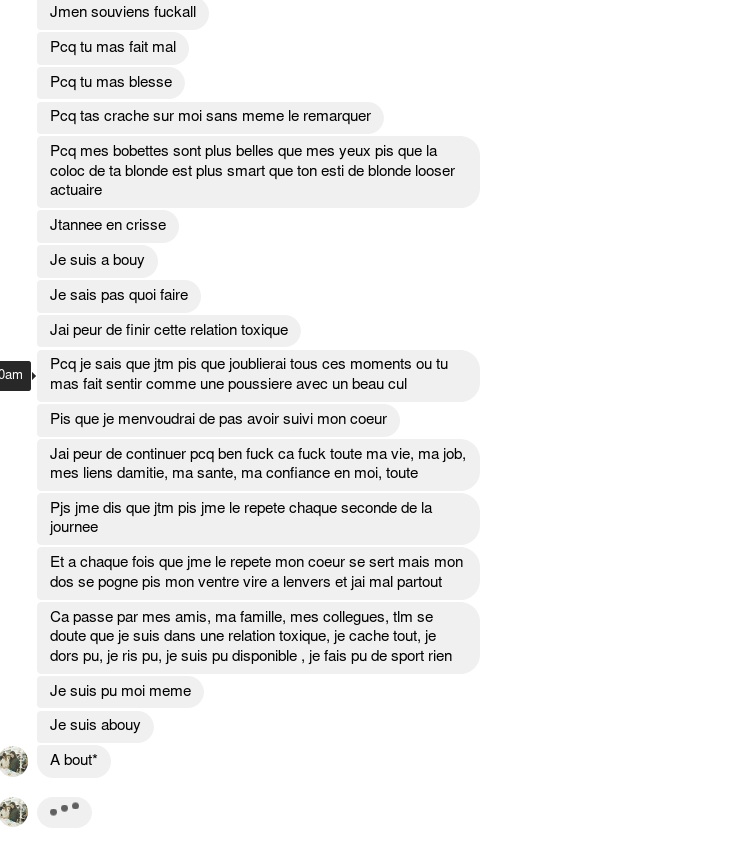 Jmen souviens fuckall
Pcq tu mas fait mal
Pcq tu mas blesse
Pcq tas crache sur moi sans meme le remarquer
Pcq mes bobettes sont plus belles que mes yeux pis que la
coloc de ta blonde est plus smart que ton esti de blonde looser
actuaire
Jtannee en crisse
Je suis a bouy
Je sais pas quoi faire
Jai peur de finir cette relation toxique
0am
Pcq je sais que jtm pis que joublierai tous ces moments ou tu
mas fait sentir comme une poussiere avec un beau cul
Pis que je menvoudrai de pas avoir suivi mon coeur
Jai peur de continuer pcq ben fuck ca fuck toute ma vie, ma job,
mes liens damitie, ma sante, ma confiance en moi, toute
Pjs jme dis que jtm pis jme le repete chaque seconde de la
journee
Et a chaque fois que jme le repete mon coeur se sert mais mon
dos se pogne pis mon ventre vire a lenvers et jai mal partout
Ca passe par mes amis, ma famille, mes collegues, tlm se
doute que je suis dans une relation toxique, je cache tout, je
dors pu, je ris pu, je suis pu disponible , je fais pu de sport rien
Je suis pu moi meme
Je suis abouy
A bout*